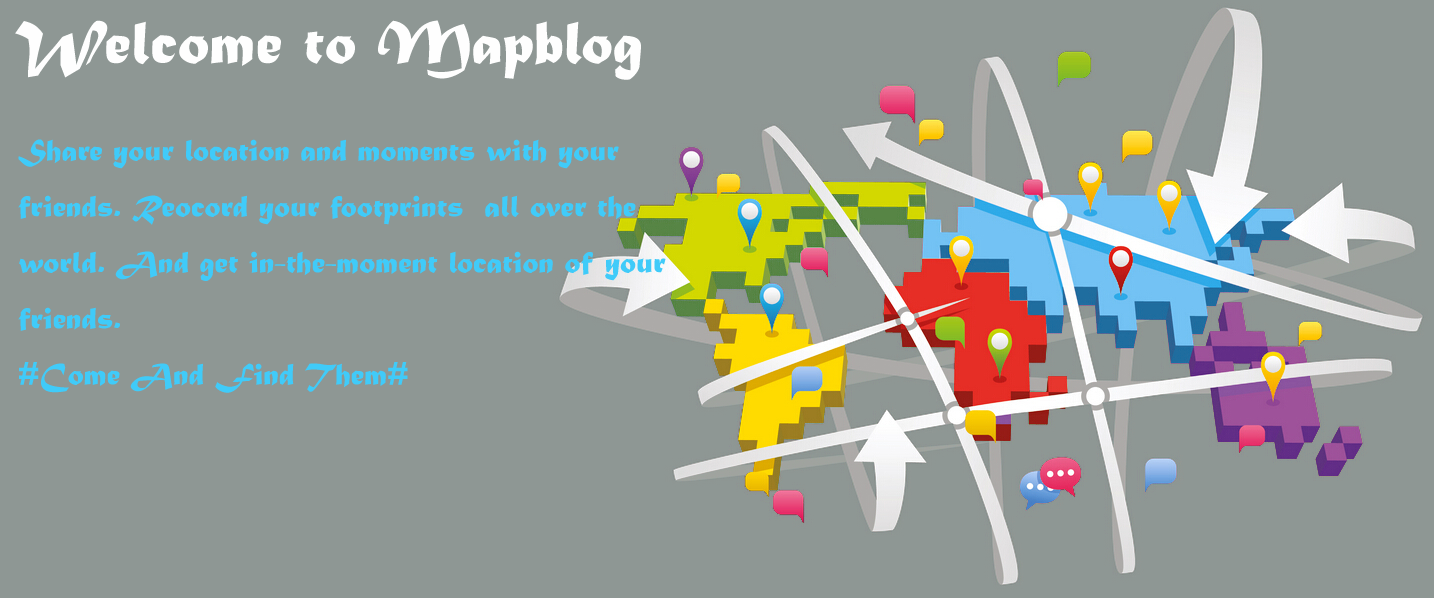 Welcome to Mapblog
Share your location and moments with your
friends. Reocord your footprints all over the
world. And get in-the-moment location of your
friends.
#Come And Find Them#